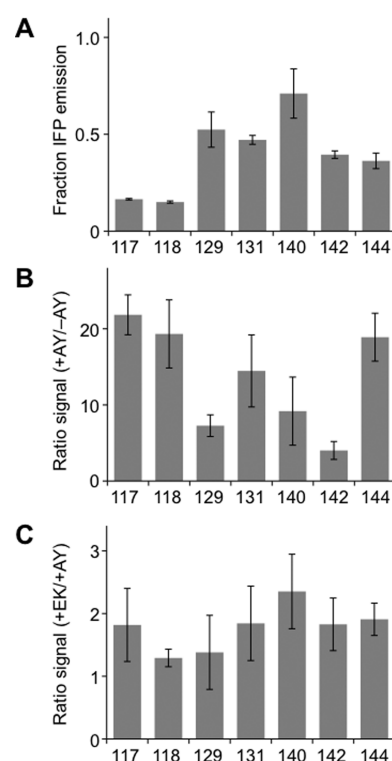 A
Fraction IFP emission
1.0
0.5
0
117 118 129 131 140 142 144
B
Ratio signal (+AY/–AY)
20
10
0
117 118 129 131 140 142 144
C
Ratio signal (+EK/+AY)
3
2
1
0
117 118 129 131 140 142 144